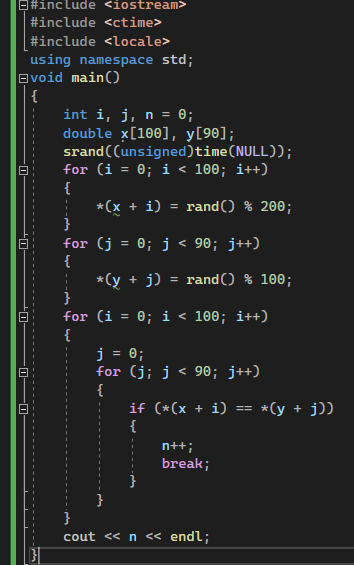 #include <iostream>
#include <ctime>
#include <locale>
using namespace std;
void main()
{
int i, j, n = 0;
double x[100], y[90];
srand((unsigned)time(NULL));
for (i = 0; i < 100; i++)
{
*(x + i) = rand() % 200;
}
for (j = 0; j < 90; j++)
{
*(y + j) = rand() % 100;
}
for (i = 0; i < 100; i++)
{
j = 0;
for (j; j < 90; j++)
{
if (*(x + i) == *(y + j))
{
n++;
break;
}
}
}
cout << n << endl;
}